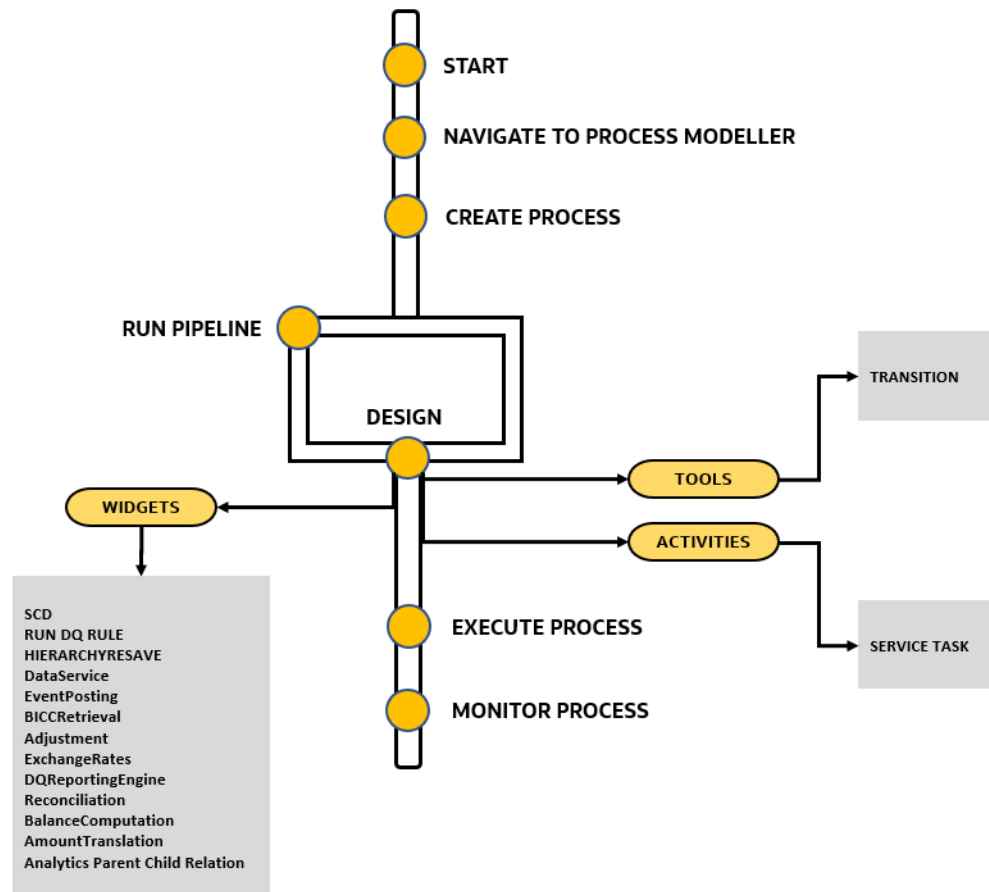 START
NAVIGATE TO PROCESS MODELLER
CREATE PROCESS
RUN PIPELINE
DESIGN
TRANSITION
TOOLS
WIDGETS
ACTIVITIES
SCD
RUN DQ RULE
HIERARCHYRESAVE
DataService
EventPosting
BICCRetrieval
Adjustment
ExchangeRates
DQReportingEngine
Reconciliation
BalanceComputation
AmountTranslation
Analytics Parent Child Relation
EXECUTE PROCESS
SERVICE TASK
MONITOR PROCESS